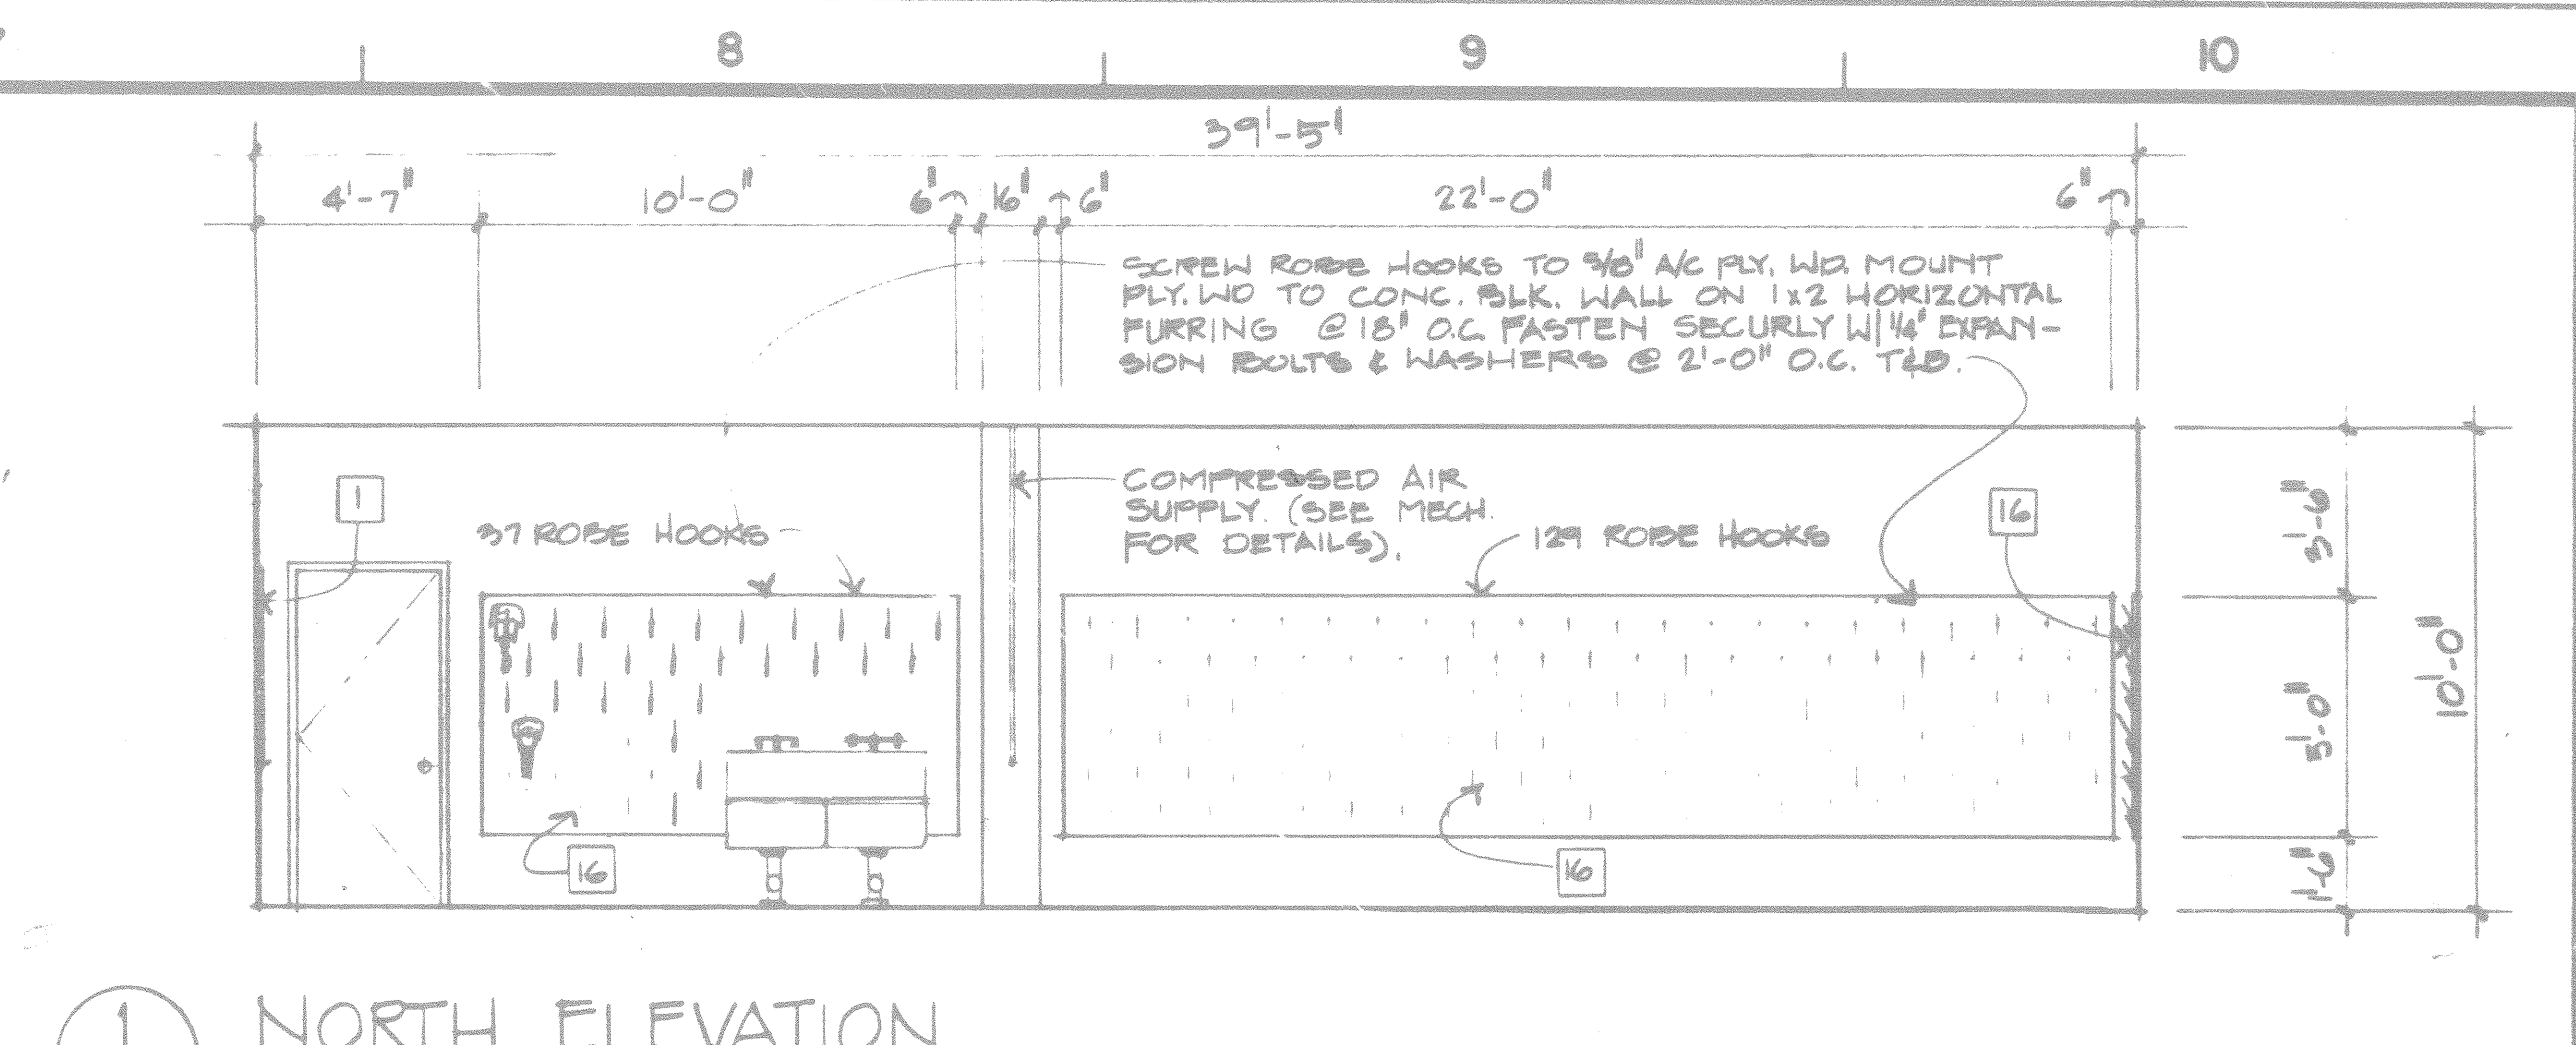 8 9 10
39'-5"
4'-7" 10'-0" 6" 16" 6" 22'-0" 6"
SCREW ROBE HOOKS TO 3/8" A/C PLY. WD. MOUNT
PLY. WD TO CONC. BLK. WALL ON 1x2 HORIZONTAL
FURRING @ 18" O.C. FASTEN SECURLY W/ 1/4" EXPAN-
SION BOLTS & WASHERS @ 2'-0" O.C. T&B.
1
37 ROBE HOOKS
COMPRESSED AIR
SUPPLY. (SEE MECH.
FOR DETAILS).
129 ROBE HOOKS
16
3'-6"
5'-0"
1'-6"
10'-0"
16
16
1 NORTH ELEVATION